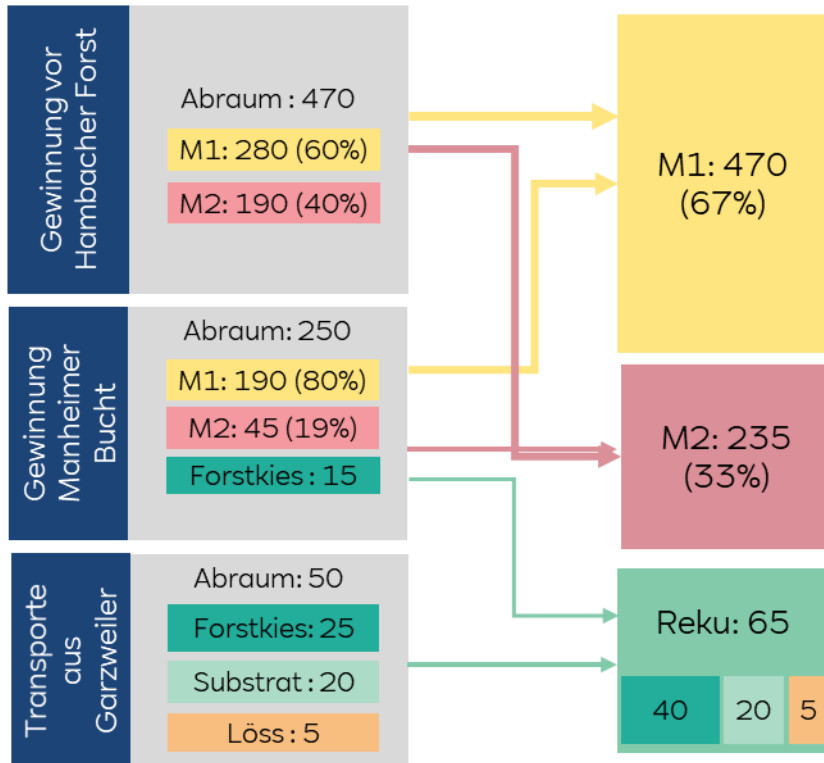 Gewinnung vor
Hambacher Forst
Abraum : 470
M1: 280 (60%)
M2: 190 (40%)
Gewinnung
Manheimer
Bucht
Abraum: 250
M1: 190 (80%)
M2: 45 (19%)
Forstkies : 15
Transporte
aus
Garzweiler
Abraum: 50
Forstkies: 25
Substrat : 20
Löss : 5
M1: 470
(67%)
M2: 235
(33%)
Reku: 65
40
20
5